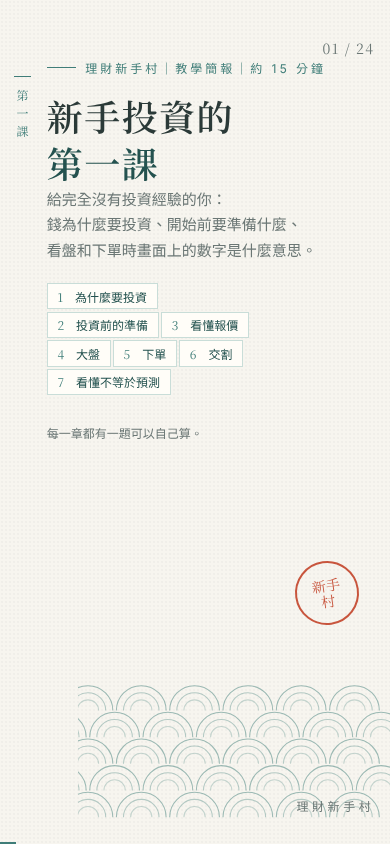 01 / 24
理財新手村｜教學簡報｜約 15 分鐘
第一課
新手投資的
第一課
給完全沒有投資經驗的你：
錢為什麼要投資、開始前要準備什麼、
看盤和下單時畫面上的數字是什麼意思。
1 為什麼要投資
2 投資前的準備 3 看懂報價
4 大盤 5 下單 6 交割
7 看懂不等於預測
每一章都有一題可以自己算。
新手
村
理財新手村